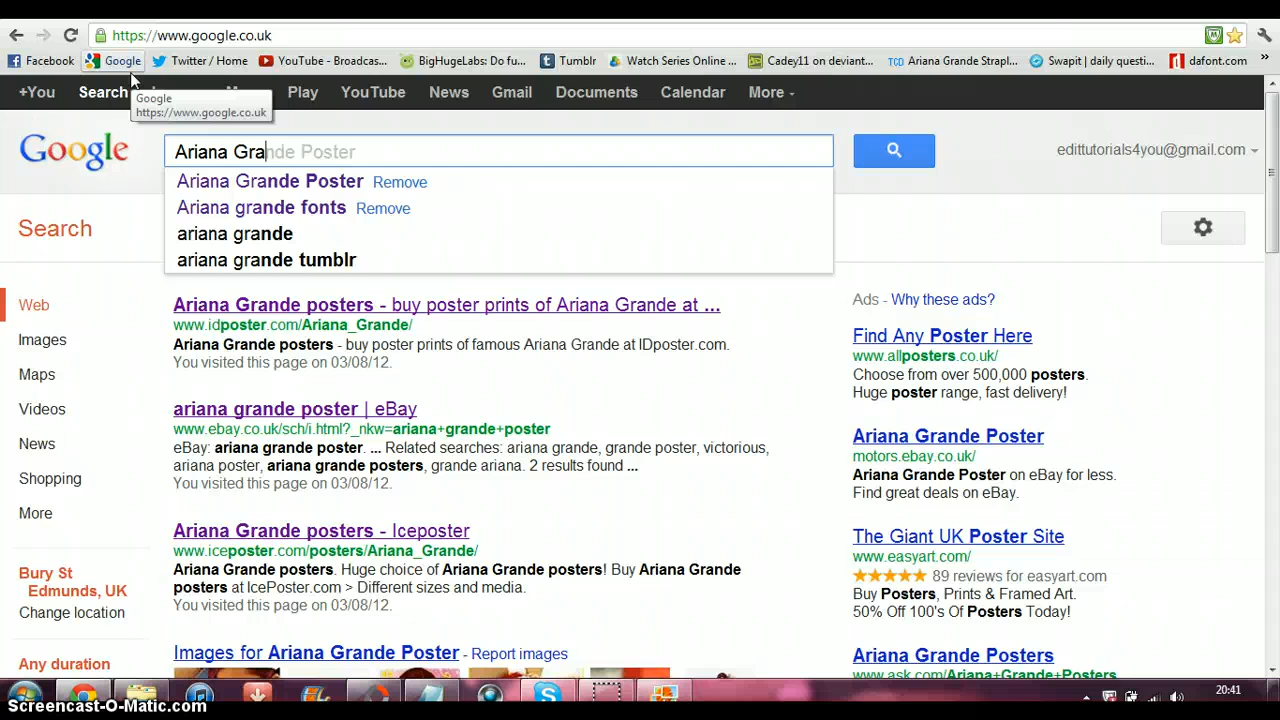 https://www.google.co.uk
Facebook Google Twitter / Home YouTube - Broadcas... BigHugeLabs: Do fu... Tumblr Watch Series Online ... Cadey11 on deviant... TCD Ariana Grande Strapl... Swapit | daily questi... dafont.com »
+You Search Play YouTube News Gmail Documents Calendar More
Google
https://www.google.co.uk
Google
Ariana Grande Poster
edittutorials4you@gmail.com
Ariana Grande Poster Remove
Ariana grande fonts Remove
ariana grande
ariana grande tumblr
Search
Web
Images
Maps
Videos
News
Shopping
More
Bury St
Edmunds, UK
Change location
Any duration
Ariana Grande posters - buy poster prints of Ariana Grande at ...
www.idposter.com/Ariana_Grande/
Ariana Grande posters - buy poster prints of famous Ariana Grande at IDposter.com.
You visited this page on 03/08/12.
ariana grande poster | eBay
www.ebay.co.uk/sch/i.html?_nkw=ariana+grande+poster
eBay: ariana grande poster. ... Related searches: ariana grande, grande poster, victorious,
ariana poster, ariana grande posters, grande ariana. 2 results found ...
You visited this page on 03/08/12.
Ariana Grande posters - Iceposter
www.iceposter.com/posters/Ariana_Grande/
Ariana Grande posters. Huge choice of Ariana Grande posters! Buy Ariana Grande
posters at IcePoster.com > Different sizes and media.
You visited this page on 03/08/12.
Images for Ariana Grande Poster - Report images
Ads - Why these ads?
Find Any Poster Here
www.allposters.co.uk/
Choose from over 500,000 posters.
Huge poster range, fast delivery!
Ariana Grande Poster
motors.ebay.co.uk/
Ariana Grande Poster on eBay for less.
Find great deals on eBay.
The Giant UK Poster Site
www.easyart.com/
89 reviews for easyart.com
Buy Posters, Prints & Framed Art.
50% Off 100's Of Posters Today!
Ariana Grande Posters
www.ask.com/Ariana+Grande+Posters
20:41
Screencast-O-Matic.com